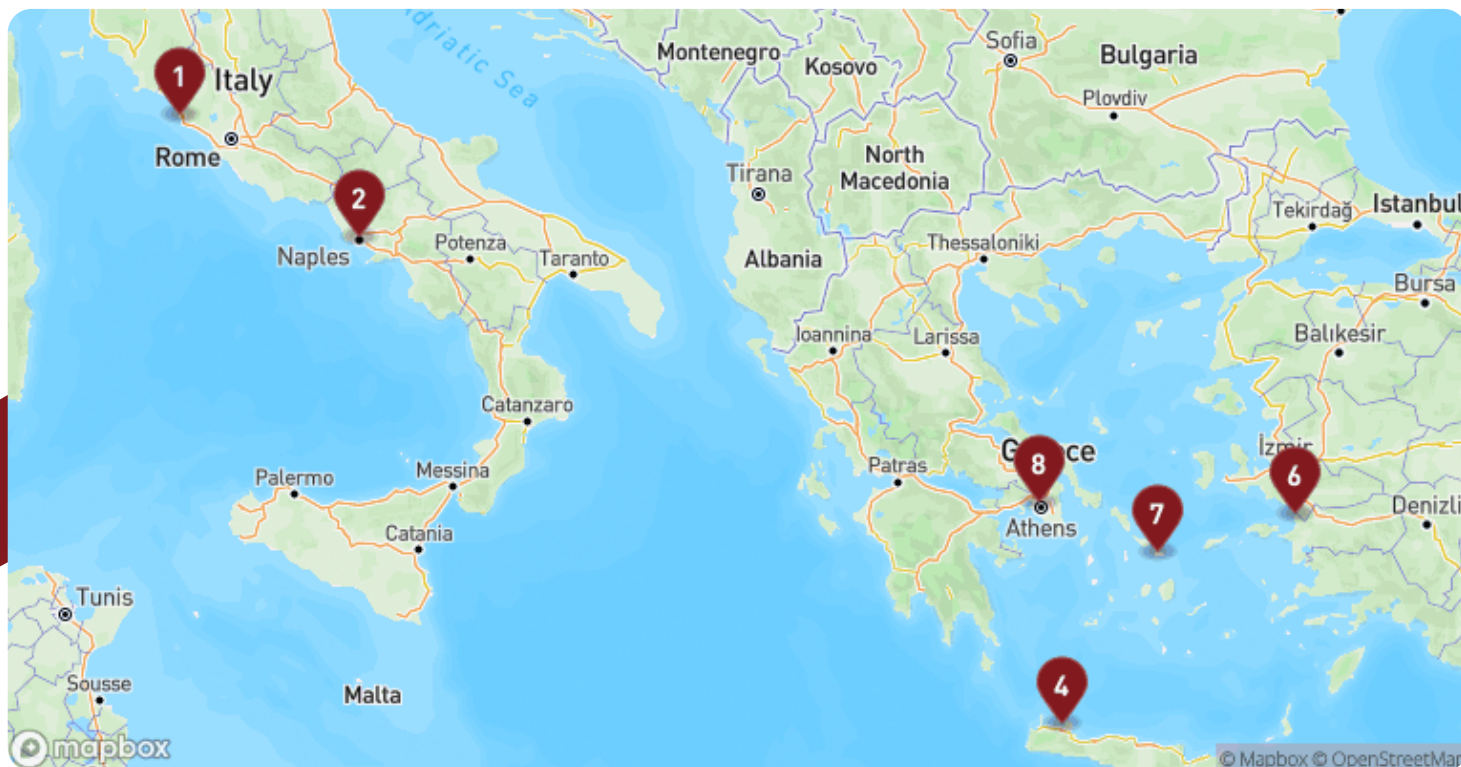 Adriatic Sea
Montenegro
Kosovo
Sofia
Bulgaria
1
Italy
Plovdiv
Rome
North
Macedonia
Tirana
2
Tekirdağ
Istanbul
Naples
Potenza
Taranto
Albania
Thessaloniki
Bursa
Ioannina
Larissa
Balıkesir
Catanzaro
Palermo
Messina
Patras
8
İzmir
6
Catania
Athens
7
Denizli
Tunis
Sousse
Malta
4
mapbox
© Mapbox © OpenStreetMap